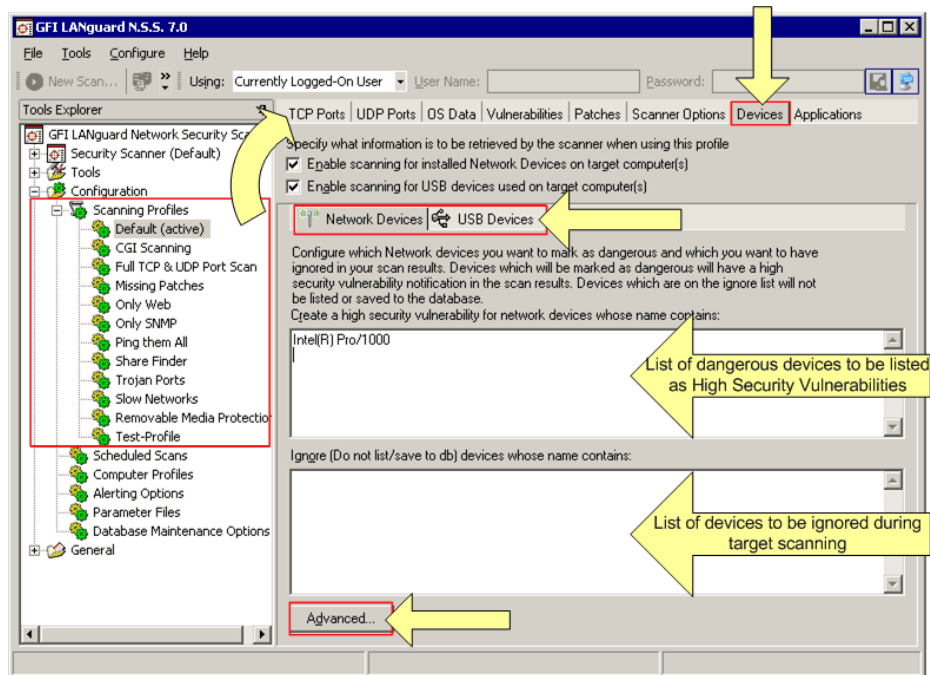 GFI LANguard N.S.S. 7.0
File Tools Configure Help
New Scan... Using: Currently Logged-On User User Name: Password:
Tools Explorer
GFI LANguard Network Security Sca
Security Scanner (Default)
Tools
Configuration
Scanning Profiles
Default (active)
CGI Scanning
Full TCP & UDP Port Scan
Missing Patches
Only Web
Only SNMP
Ping them All
Share Finder
Trojan Ports
Slow Networks
Removable Media Protectio
Test-Profile
Scheduled Scans
Computer Profiles
Alerting Options
Parameter Files
Database Maintenance Options
General
TCP Ports UDP Ports OS Data Vulnerabilities Patches Scanner Options Devices Applications
Specify what information is to be retrieved by the scanner when using this profile
Enable scanning for installed Network Devices on target computer(s)
Enable scanning for USB devices used on target computer(s)
Network Devices USB Devices
Configure which Network devices you want to mark as dangerous and which you want to have
ignored in your scan results. Devices which will be marked as dangerous will have a high
security vulnerability notification in the scan results. Devices which are on the ignore list will not
be listed or saved to the database.
Create a high security vulnerability for network devices whose name contains:
Intel(R) Pro/1000
List of dangerous devices to be listed
as High Security Vulnerabilities
Ignore (Do not list/save to db) devices whose name contains:
List of devices to be ignored during
target scanning
Advanced...